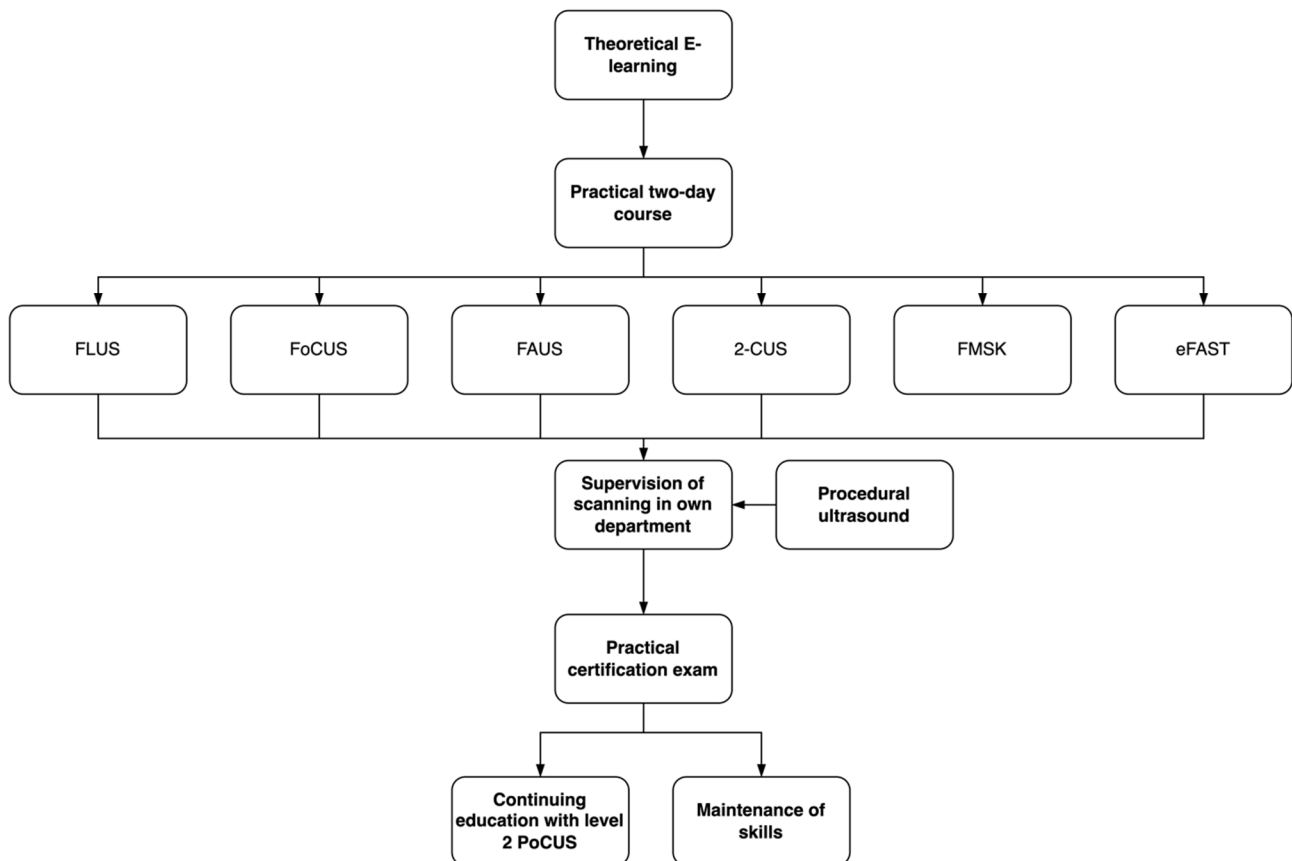 Theoretical E-
learning
Practical two-day
course
FLUS
FoCUS
FAUS
2-CUS
FMSK
eFAST
Supervision of
scanning in own
department
Procedural
ultrasound
Practical
certification exam
Continuing
education with level
2 PoCUS
Maintenance of
skills